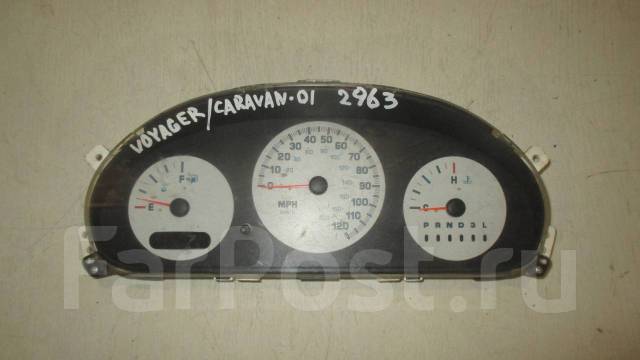 VOYAGER/CARAVAN-01 2963
50
40 60
30 70
20 80
10 90
0 100
MPH 110
120
F
E
H
C
P R N D 3 L
FarPost.ru